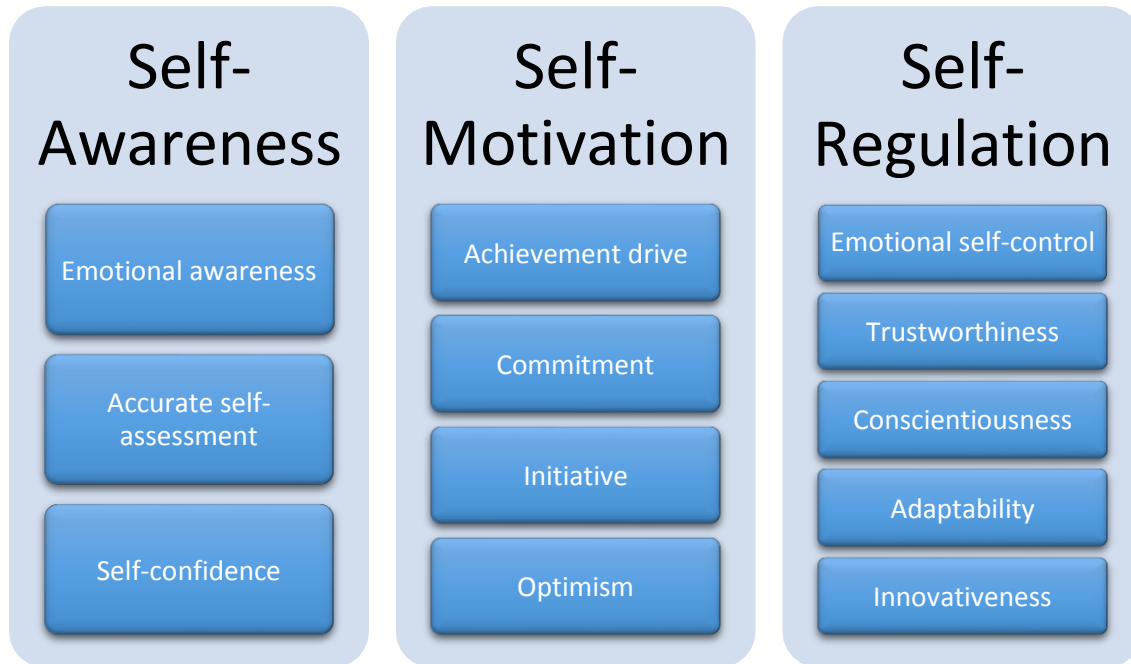 Self-
Awareness
Emotional awareness
Accurate self-
assessment
Self-confidence
Self-
Motivation
Achievement drive
Commitment
Initiative
Optimism
Self-
Regulation
Emotional self-control
Trustworthiness
Conscientiousness
Adaptability
Innovativeness